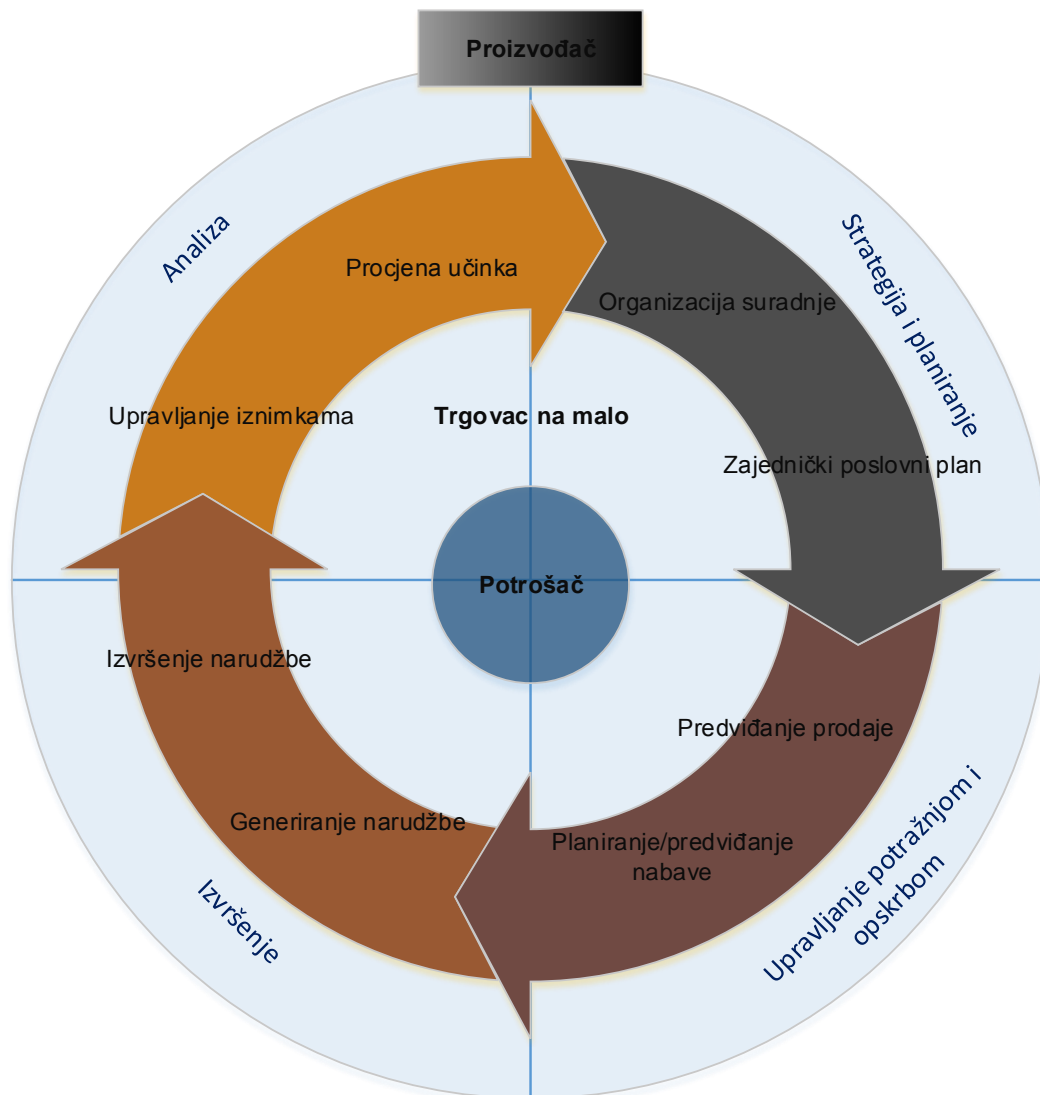 Proizvođač
Analiza
Strategija i planiranje
Procjena učinka
Organizacija suradnje
Upravljanje iznimkama
Trgovac na malo
Zajednički poslovni plan
Potrošač
Izvršenje narudžbe
Predviđanje prodaje
Generiranje narudžbe
Planiranje/predviđanje
nabave
Izvršenje
Upravljanje potražnjom i
opskrbom